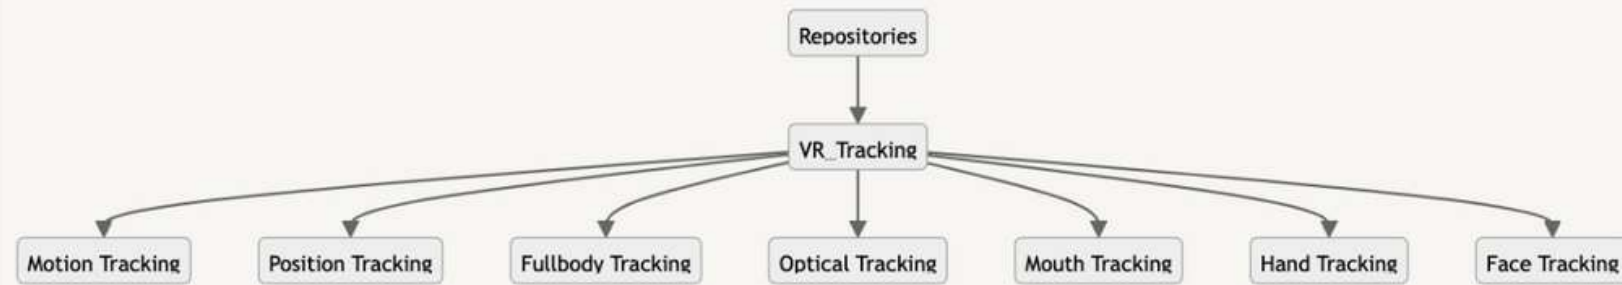 Repositories
VR_Tracking
Motion Tracking
Position Tracking
Fullbody Tracking
Optical Tracking
Mouth Tracking
Hand Tracking
Face Tracking